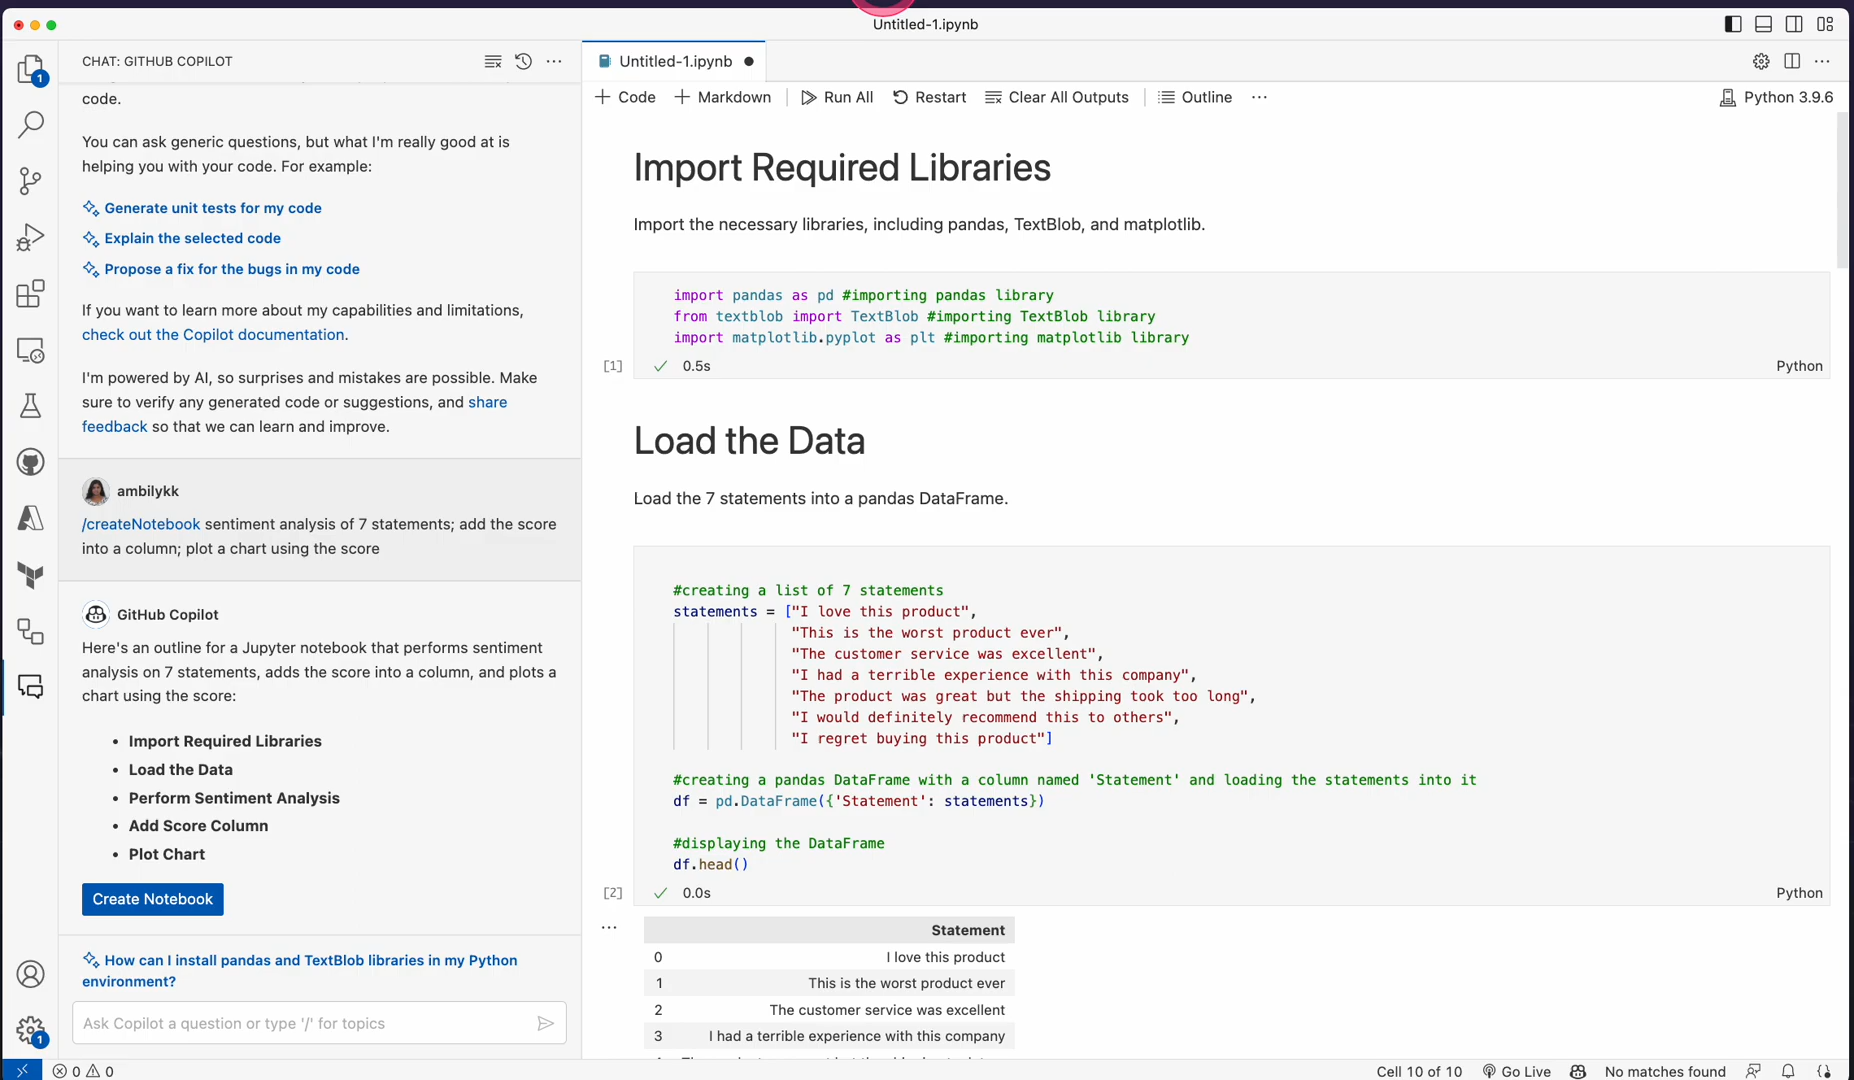 Untitled-1.ipynb
CHAT: GITHUB COPILOT
code.
You can ask generic questions, but what I'm really good at is
helping you with your code. For example:
Generate unit tests for my code
Explain the selected code
Propose a fix for the bugs in my code
If you want to learn more about my capabilities and limitations,
check out the Copilot documentation.
I'm powered by AI, so surprises and mistakes are possible. Make
sure to verify any generated code or suggestions, and share
feedback so that we can learn and improve.
ambilykk
/createNotebook sentiment analysis of 7 statements; add the score
into a column; plot a chart using the score
GitHub Copilot
Here's an outline for a Jupyter notebook that performs sentiment
analysis on 7 statements, adds the score into a column, and plots a
chart using the score:
• Import Required Libraries
• Load the Data
• Perform Sentiment Analysis
• Add Score Column
• Plot Chart
Create Notebook
How can I install pandas and TextBlob libraries in my Python
environment?
Ask Copilot a question or type '/' for topics
1
1
Untitled-1.ipynb
+ Code + Markdown Run All Restart Clear All Outputs Outline ... Python 3.9.6
Import Required Libraries
Import the necessary libraries, including pandas, TextBlob, and matplotlib.
import pandas as pd #importing pandas library
from textblob import TextBlob #importing TextBlob library
import matplotlib.pyplot as plt #importing matplotlib library
[1] ✓ 0.5s Python
Load the Data
Load the 7 statements into a pandas DataFrame.
#creating a list of 7 statements
statements = ["I love this product",
"This is the worst product ever",
"The customer service was excellent",
"I had a terrible experience with this company",
"The product was great but the shipping took too long",
"I would definitely recommend this to others",
"I regret buying this product"]
#creating a pandas DataFrame with a column named 'Statement' and loading the statements into it
df = pd.DataFrame({'Statement': statements})
#displaying the DataFrame
df.head()
[2] ✓ 0.0s Python
...
Statement
0 I love this product
1 This is the worst product ever
2 The customer service was excellent
3 I had a terrible experience with this company
0 0 Cell 10 of 10 Go Live No matches found